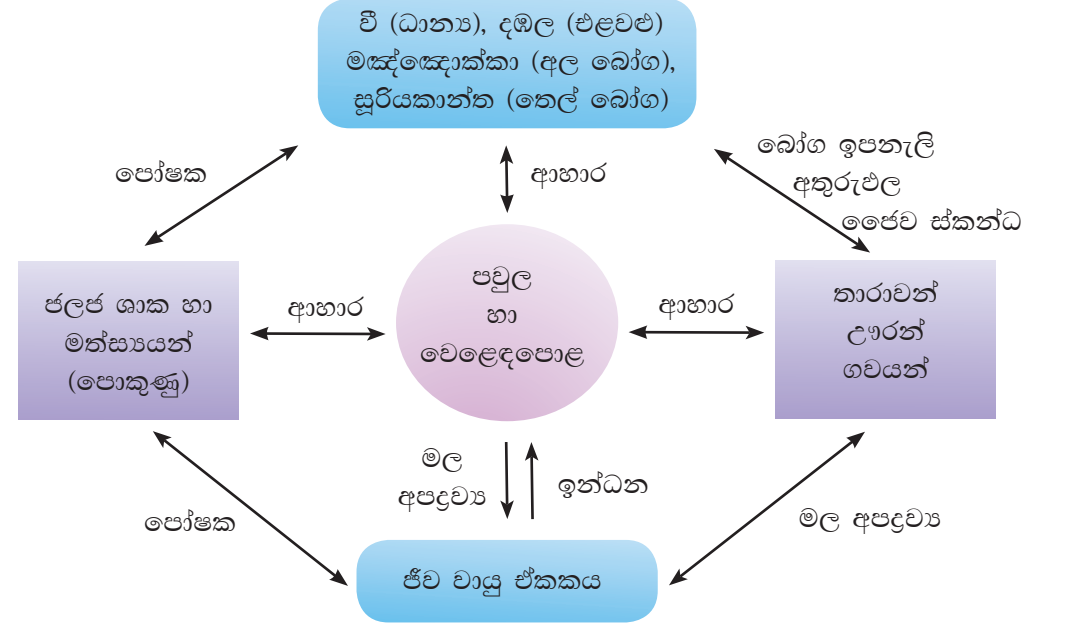 වී (ධාන්‍ය), දඹල (එළවළු)
මඤ්ඤොක්කා (අල බෝග),
සූරියකාන්ත (තෙල් බෝග)
පෝෂක
ආහාර
බෝග ඉපනැලි
අතුරුඵල
ජෛව ස්කන්ධ
ජලජ ශාක හා
මත්ස්‍යයන්
(පොකුණු)
ආහාර
පවුල
හා
වෙළෙඳපොළ
ආහාර
තාරාවන්
ඌරන්
ගවයන්
මල
අපද්‍රව්‍ය
ඉන්ධන
පෝෂක
මල අපද්‍රව්‍ය
ජීව වායු ඒකකය